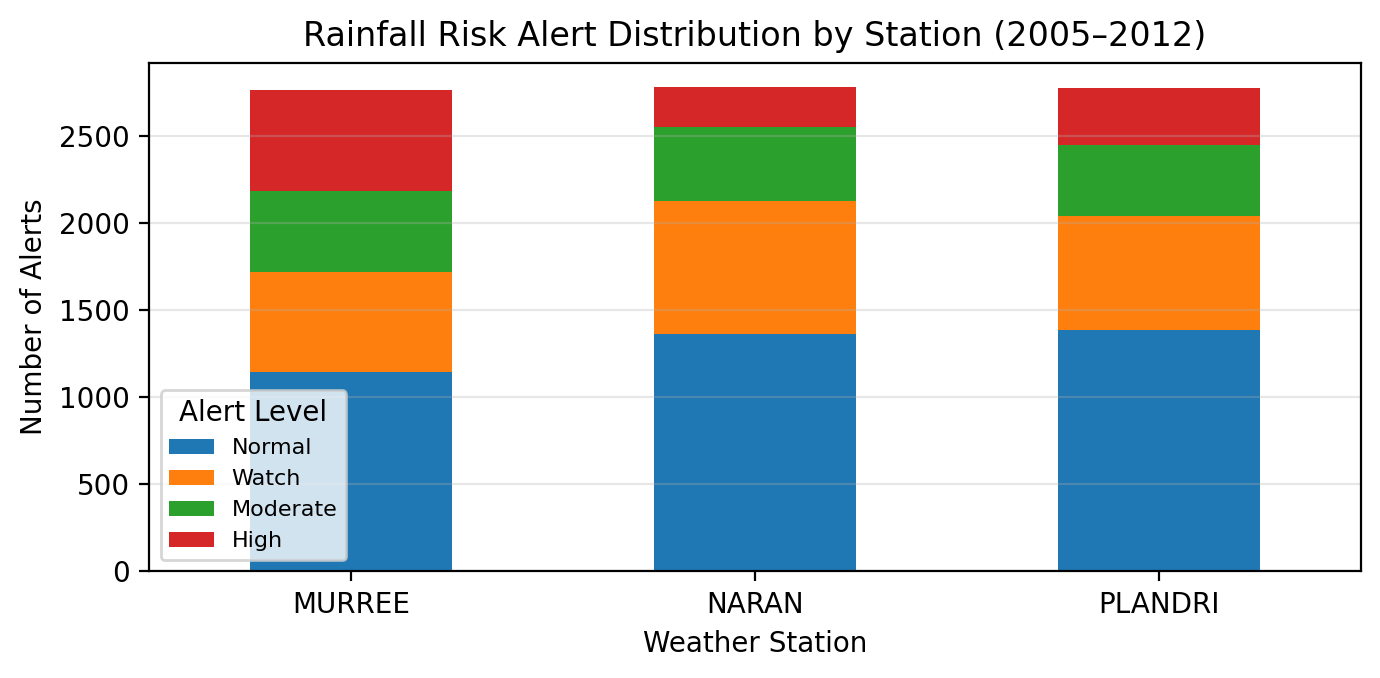 Rainfall Risk Alert Distribution by Station (2005–2012)
Number of Alerts
2500
2000
1500
1000
500
0
Alert Level
Normal
Watch
Moderate
High
MURREE
NARAN
PLANDRI
Weather Station